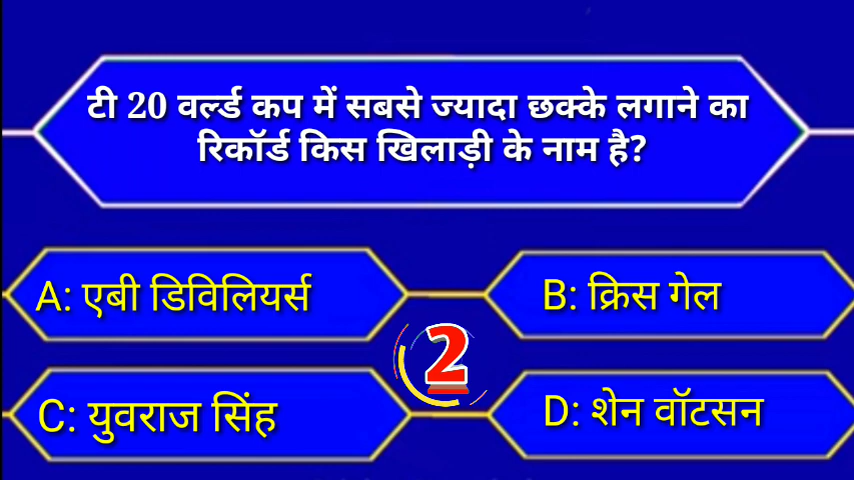 टी 20 वर्ल्ड कप में सबसे ज्यादा छक्के लगाने का
रिकॉर्ड किस खिलाड़ी के नाम है?
A: एबी डिविलियर्स
B: क्रिस गेल
2
C: युवराज सिंह
D: शेन वॉटसन